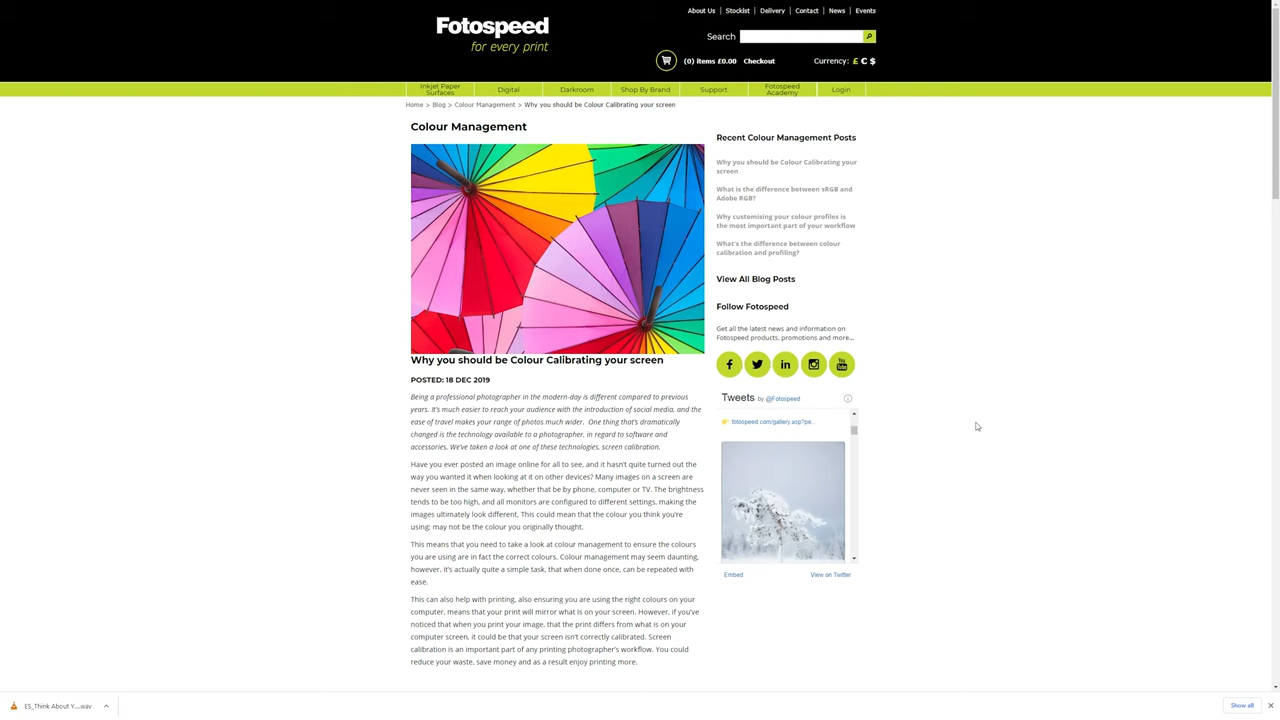 About Us | Stockist | Delivery | Contact | News | Events
Fotospeed
for every print
Search
(0) items £0.00 Checkout
Currency: £ € $
Inkjet Paper Surfaces
Digital
Darkroom
Shop By Brand
Support
Fotospeed Academy
Login
Home > Blog > Colour Management > Why you should be Colour Calibrating your screen
Colour Management
Why you should be Colour Calibrating your screen
POSTED: 18 DEC 2019
Being a professional photographer in the modern-day is different compared to previous
years. It's much easier to reach your audience with the introduction of social media, and the
ease of travel makes your range of photos much wider. One thing that's dramatically
changed is the technology available to a photographer, in regard to software and
accessories. We've taken a look at one of these technologies, screen calibration.
Have you ever posted an image online for all to see, and it hasn't quite turned out the
way you wanted it when looking at it on other devices? Many images on a screen are
never seen in the same way, whether that be by phone, computer or TV. The brightness
tends to be too high, and all monitors are configured to different settings, making the
images ultimately look different. This could mean that the colour you think you're
using; may not be the colour you originally thought.
This means that you need to take a look at colour management to ensure the colours
you are using are in fact the correct colours. Colour management may seem daunting,
however, it's actually quite a simple task, that when done once, can be repeated with
ease.
This can also help with printing, also ensuring you are using the right colours on your
computer, means that your print will mirror what is on your screen. However, if you've
noticed that when you print your image, that the print differs from what is on your
computer screen, it could be that your screen isn't correctly calibrated. Screen
calibration is an important part of any printing photographer's workflow. You could
reduce your waste, save money and as a result enjoy printing more.
Recent Colour Management Posts
Why you should be Colour Calibrating your
screen
What is the difference between sRGB and
Adobe RGB?
Why customising your colour profiles is
the most important part of your workflow
What's the difference between colour
calibration and profiling?
View All Blog Posts
Follow Fotospeed
Get all the latest news and information on
Fotospeed products, promotions and more...
You Tube
Tweets by @Fotospeed
fotospeed.com/gallery.asp?pe...
Embed
View on Twitter
ES_Think About Y....wav
Show all